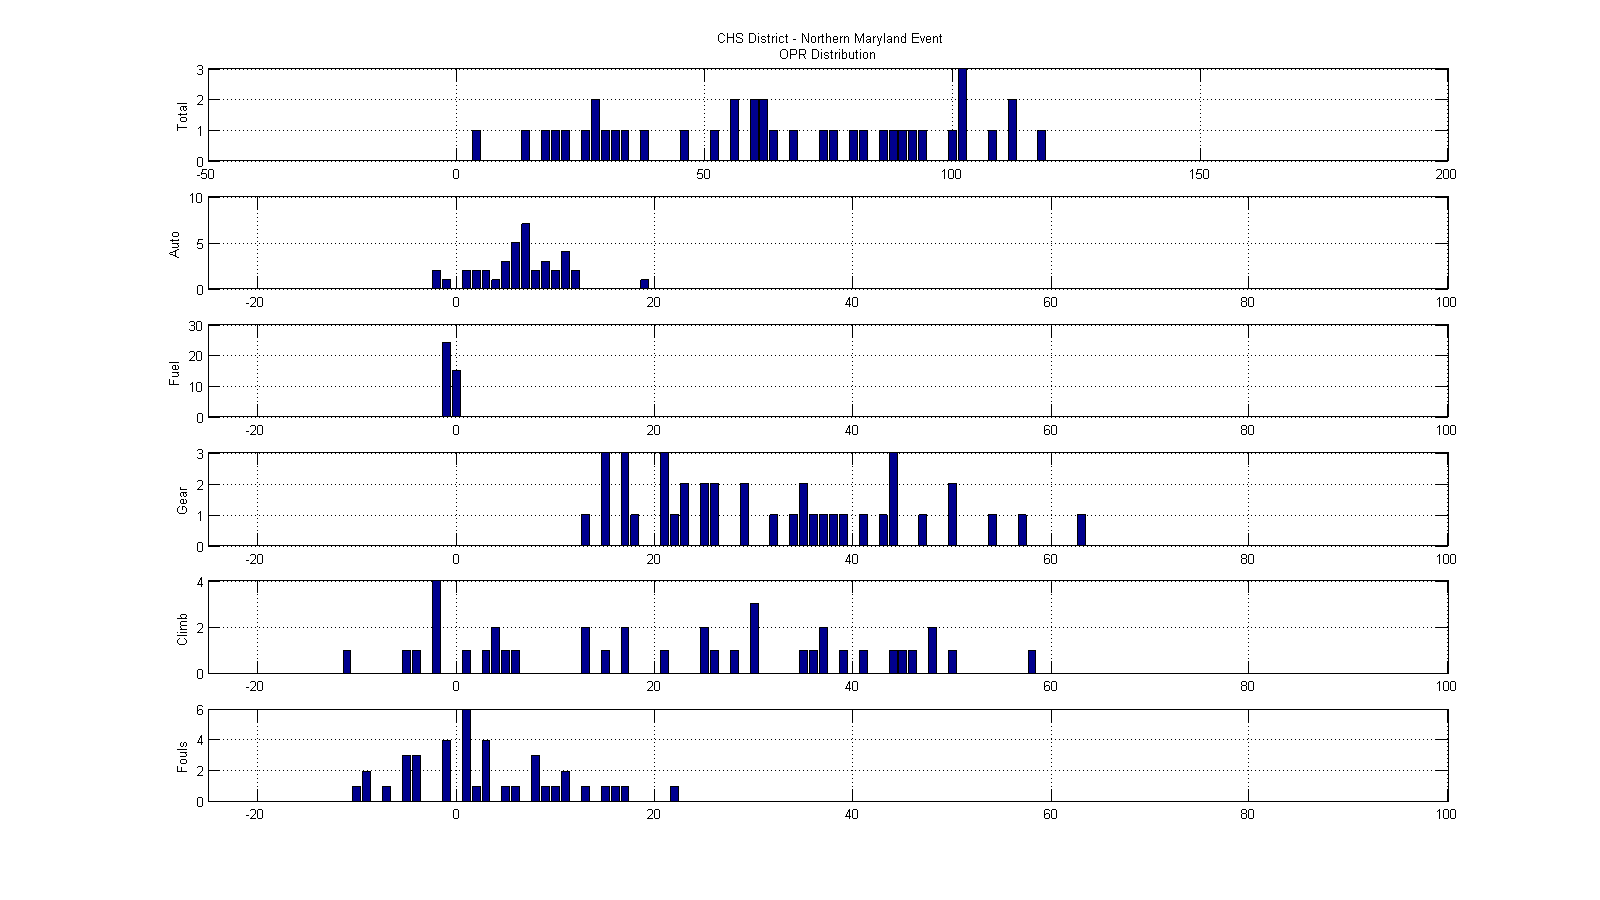 CHS District - Northern Maryland Event
OPR Distribution
3
2
1
0
Total
-50 0 50 100 150 200
10
5
0
Auto
-20 0 20 40 60 80 100
30
20
10
0
Fuel
-20 0 20 40 60 80 100
3
2
1
0
Gear
-20 0 20 40 60 80 100
4
2
0
Climb
-20 0 20 40 60 80 100
6
4
2
0
Fouls
-20 0 20 40 60 80 100